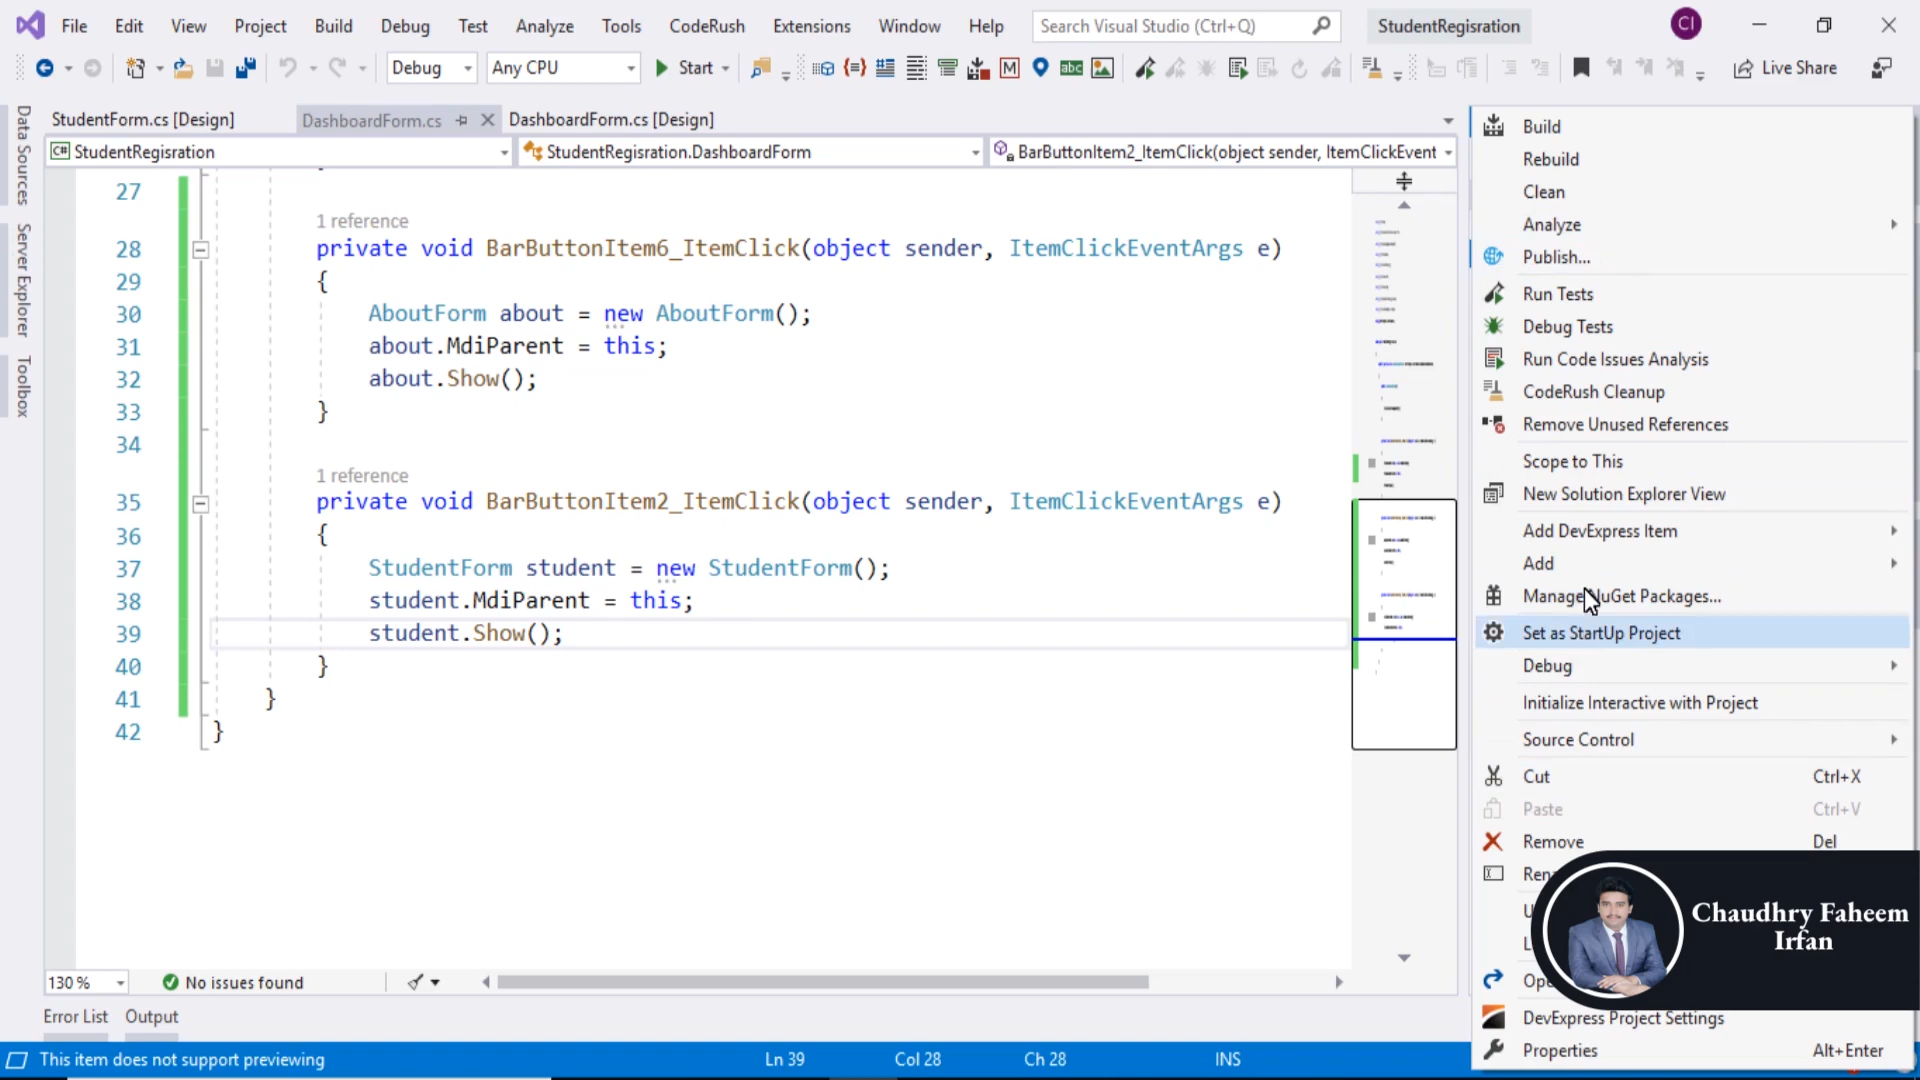 File Edit View Project Build Debug Test Analyze Tools CodeRush Extensions Window Help Search Visual Studio (Ctrl+Q) StudentRegisration CI
Debug Any CPU Start Live Share
StudentForm.cs [Design] DashboardForm.cs DashboardForm.cs [Design]
StudentRegisration StudentRegisration.DashboardForm BarButtonItem2_ItemClick(object sender, ItemClickEvent
Data Sources
Server Explorer
Toolbox
27
1 reference
28 private void BarButtonItem6_ItemClick(object sender, ItemClickEventArgs e)
29 {
30 AboutForm about = new AboutForm();
31 about.MdiParent = this;
32 about.Show();
33 }
34
1 reference
35 private void BarButtonItem2_ItemClick(object sender, ItemClickEventArgs e)
36 {
37 StudentForm student = new StudentForm();
38 student.MdiParent = this;
39 student.Show();
40 }
41 }
42 }
Build
Rebuild
Clean
Analyze
Publish...
Run Tests
Debug Tests
Run Code Issues Analysis
CodeRush Cleanup
Remove Unused References
Scope to This
New Solution Explorer View
Add DevExpress Item
Add
Manage NuGet Packages...
Set as StartUp Project
Debug
Initialize Interactive with Project
Source Control
Cut Ctrl+X
Paste Ctrl+V
Remove Del
Chaudhry Faheem
Irfan
DevExpress Project Settings
Properties Alt+Enter
130 % No issues found
Error List Output
This item does not support previewing Ln 39 Col 28 Ch 28 INS